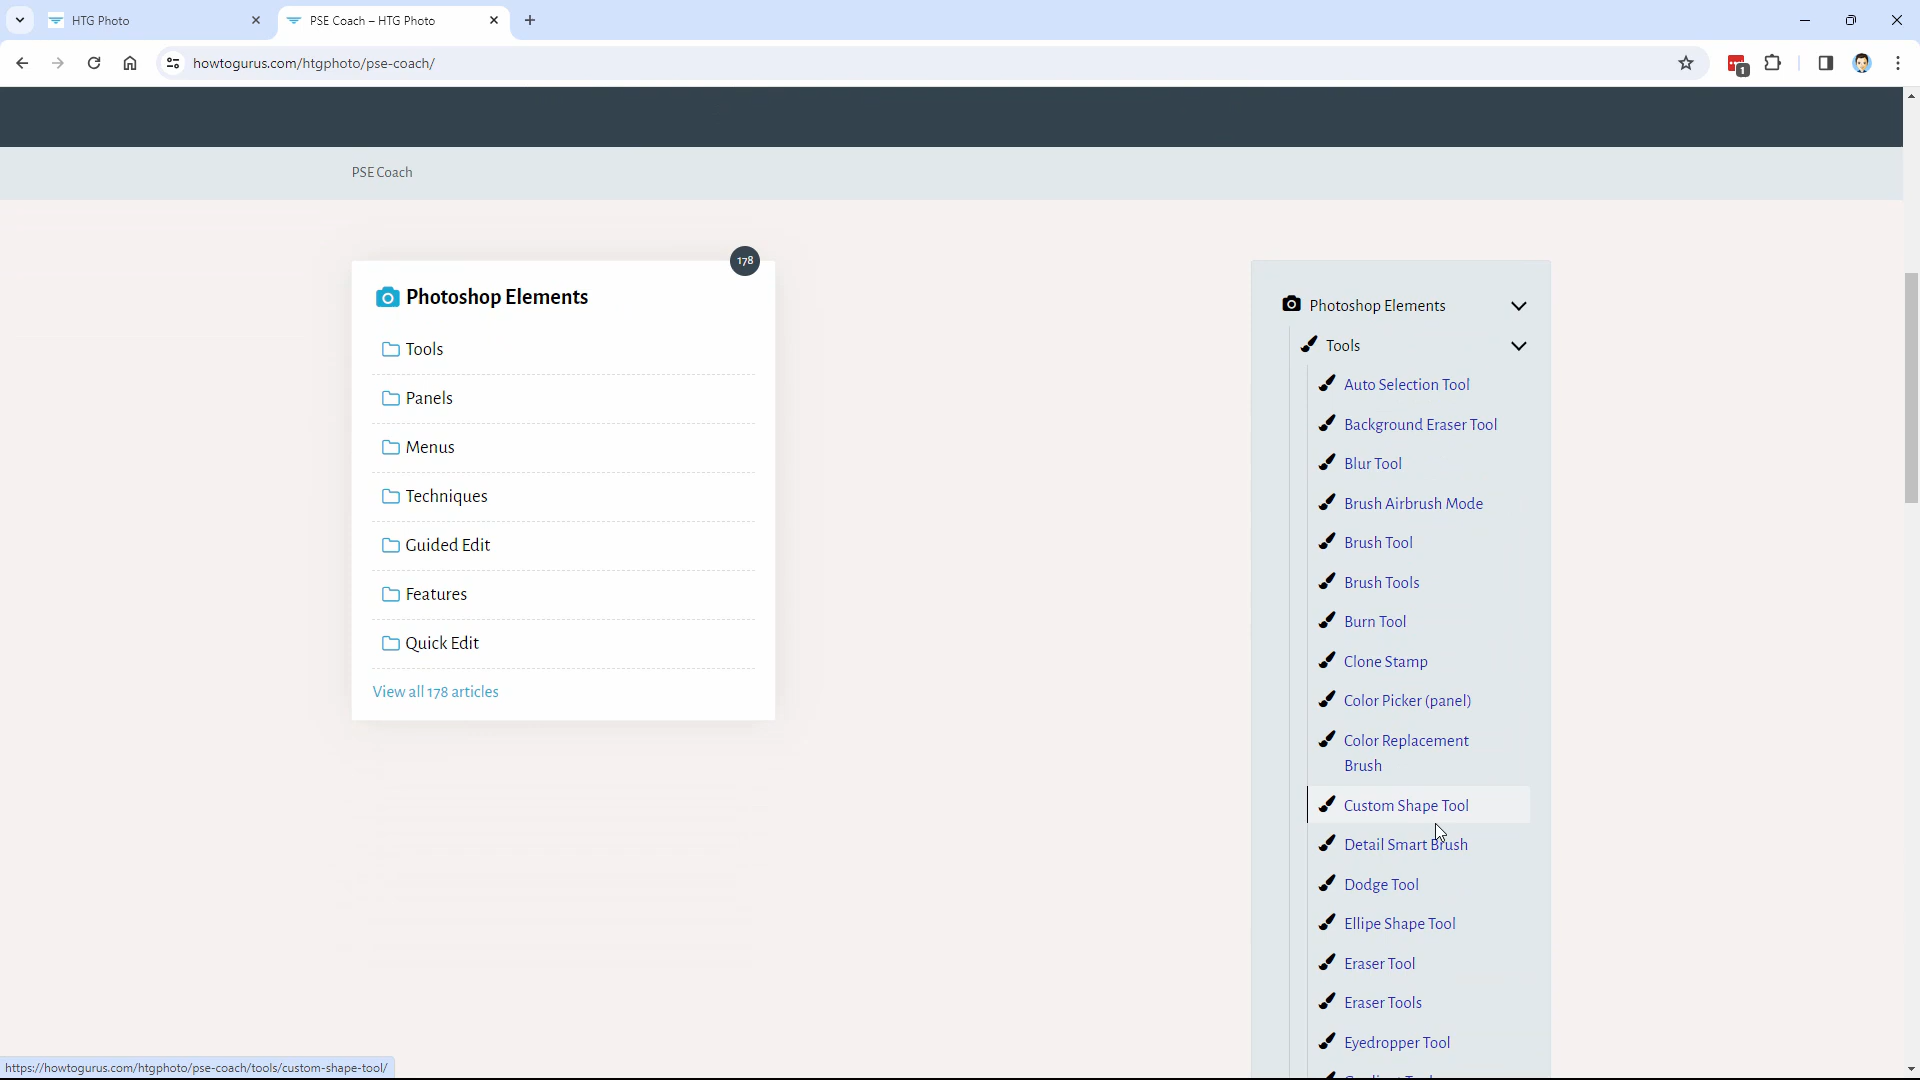 HTG Photo
PSE Coach – HTG Photo
howtogurus.com/htgphoto/pse-coach/
1
PSE Coach
178
Photoshop Elements
Tools
Panels
Menus
Techniques
Guided Edit
Features
Quick Edit
View all 178 articles
Photoshop Elements
Tools
Auto Selection Tool
Background Eraser Tool
Blur Tool
Brush Airbrush Mode
Brush Tool
Brush Tools
Burn Tool
Clone Stamp
Color Picker (panel)
Color Replacement
Brush
Custom Shape Tool
Detail Smart Brush
Dodge Tool
Ellipe Shape Tool
Eraser Tool
Eraser Tools
Eyedropper Tool
https://howtogurus.com/htgphoto/pse-coach/tools/custom-shape-tool/